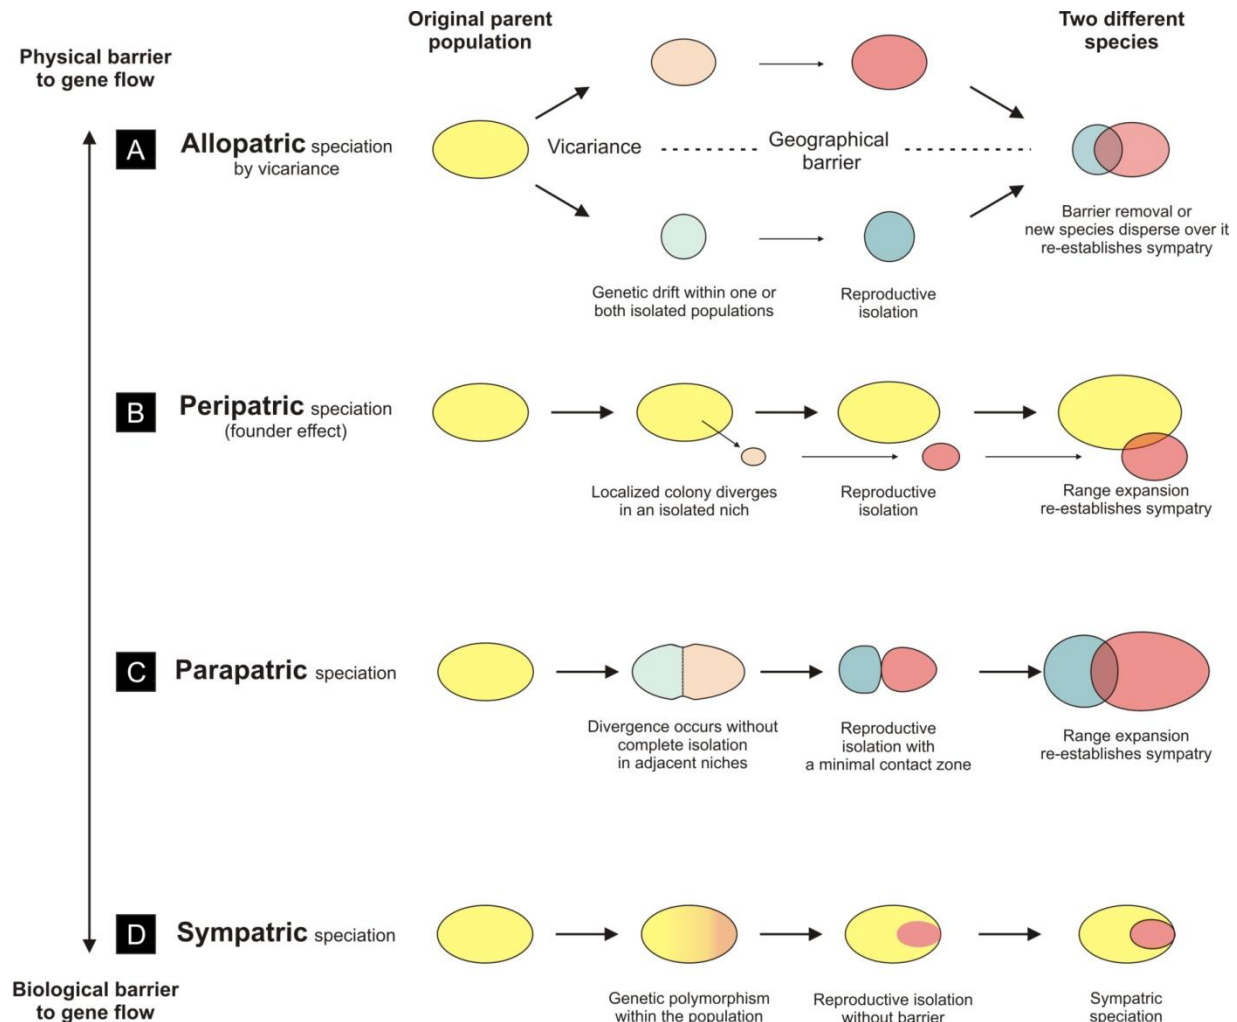 Original parent
population
Two different
species
Physical barrier
to gene flow
A
Allopatric speciation
by vicariance
Vicariance
Geographical
barrier
Barrier removal or
new species disperse over it
re-establishes sympatry
Genetic drift within one or
both isolated populations
Reproductive
isolation
B
Peripatric speciation
(founder effect)
Localized colony diverges
in an isolated nich
Reproductive
isolation
Range expansion
re-establishes sympatry
C
Parapatric speciation
Divergence occurs without
complete isolation
in adjacent niches
Reproductive
isolation with
a minimal contact zone
Range expansion
re-establishes sympatry
D
Sympatric speciation
Biological barrier
to gene flow
Genetic polymorphism
within the population
Reproductive isolation
without barrier
Sympatric
speciation